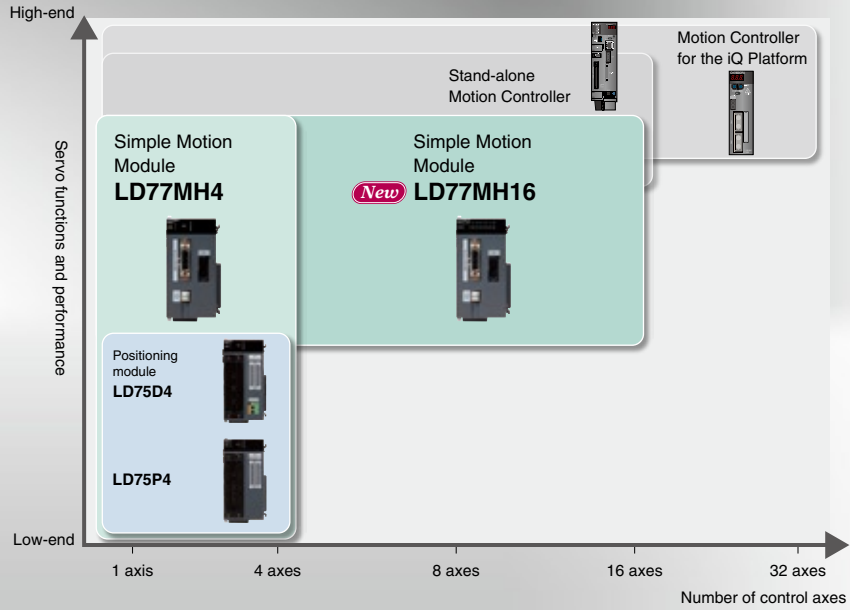 High-end
Motion Controller
for the iQ Platform
Stand-alone
Motion Controller
Servo functions and performance
Simple Motion
Module
LD77MH4
Simple Motion
Module
New LD77MH16
Positioning
module
LD75D4
LD75P4
Low-end
1 axis 4 axes 8 axes 16 axes 32 axes
Number of control axes